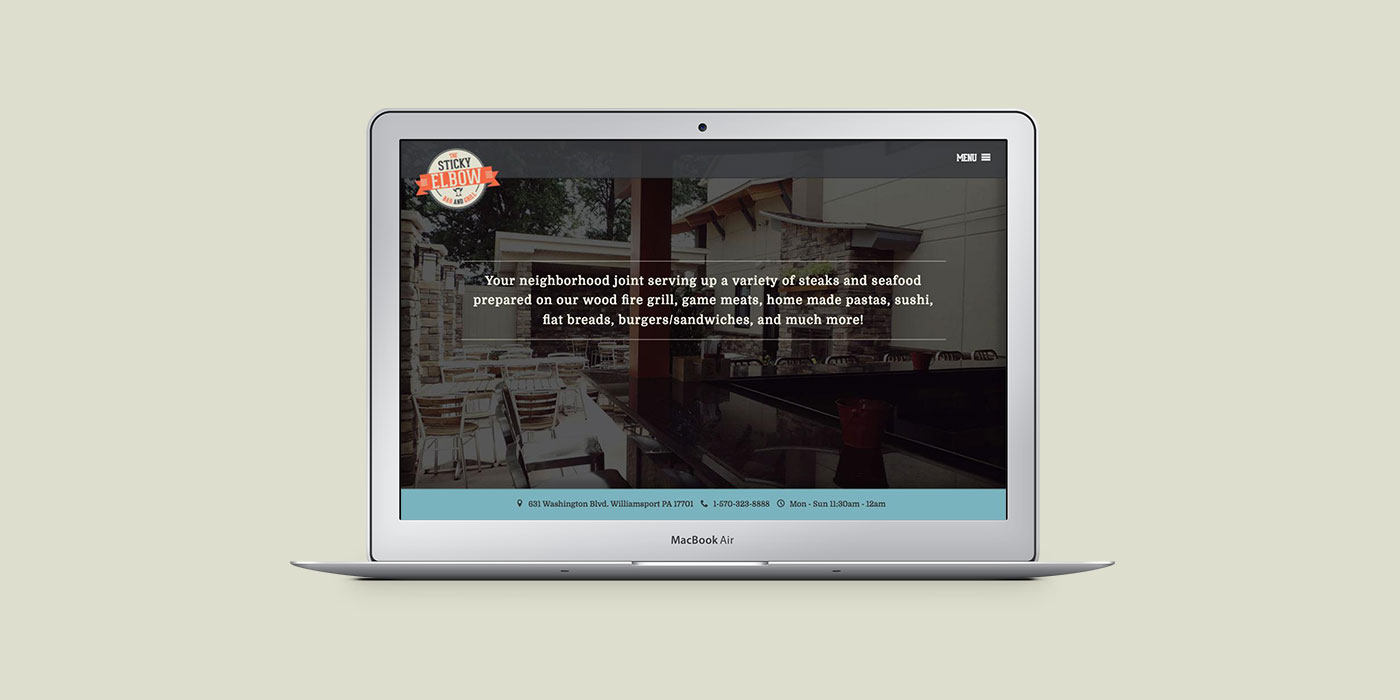 THE
STICKY
ELBOW
BAR AND GRILL
MENU
Your neighborhood joint serving up a variety of steaks and seafood
prepared on our wood fire grill, game meats, home made pastas, sushi,
flat breads, burgers/sandwiches, and much more!
631 Washington Blvd. Williamsport PA 17701 1-570-323-8888 Mon - Sun 11:30am - 12am
MacBook Air